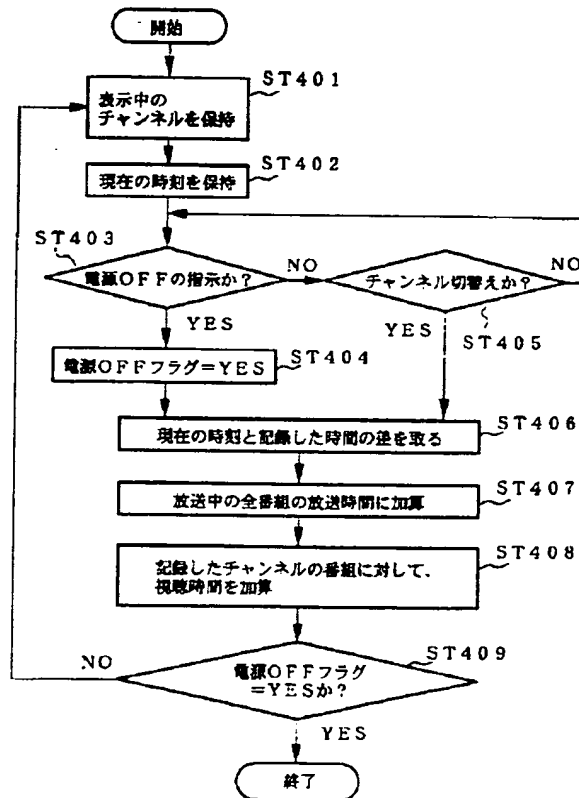 開始
ST401
表示中の
チャンネルを保持
ST402
現在の時刻を保持
ST403
電源OFFの指示か?
NO
チャンネル切替えか?
NO
YES
YES
ST405
ST404
電源OFFフラグ=YES
ST406
現在の時刻と記録した時間の差を取る
ST407
放送中の全番組の放送時間に加算
ST408
記録したチャンネルの番組に対して、
視聴時間を加算
ST409
NO
電源OFFフラグ
=YESか?
YES
終了